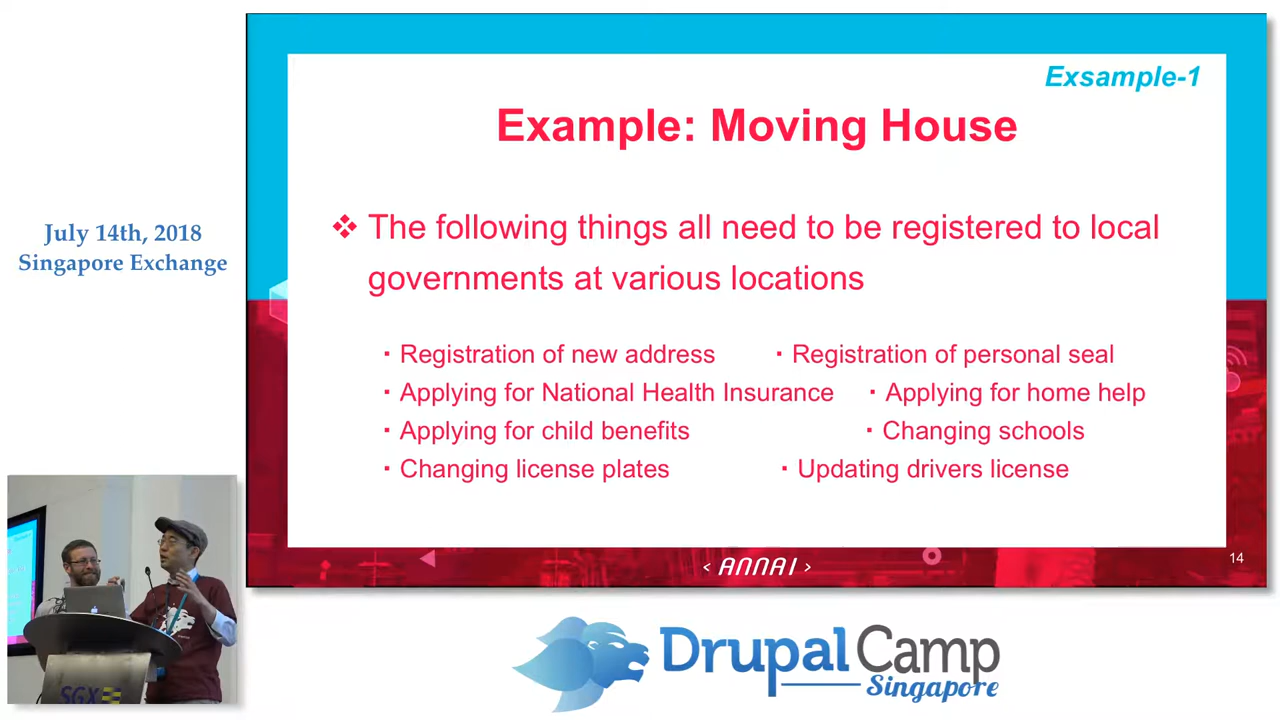 July 14th, 2018
Singapore Exchange
Exsample-1
Example: Moving House
❖ The following things all need to be registered to local
governments at various locations
・Registration of new address ・Registration of personal seal
・Applying for National Health Insurance ・Applying for home help
・Applying for child benefits ・Changing schools
・Changing license plates ・Updating drivers license
‹ ANNAI ›
14
SGX
DrupalCamp
Singapore